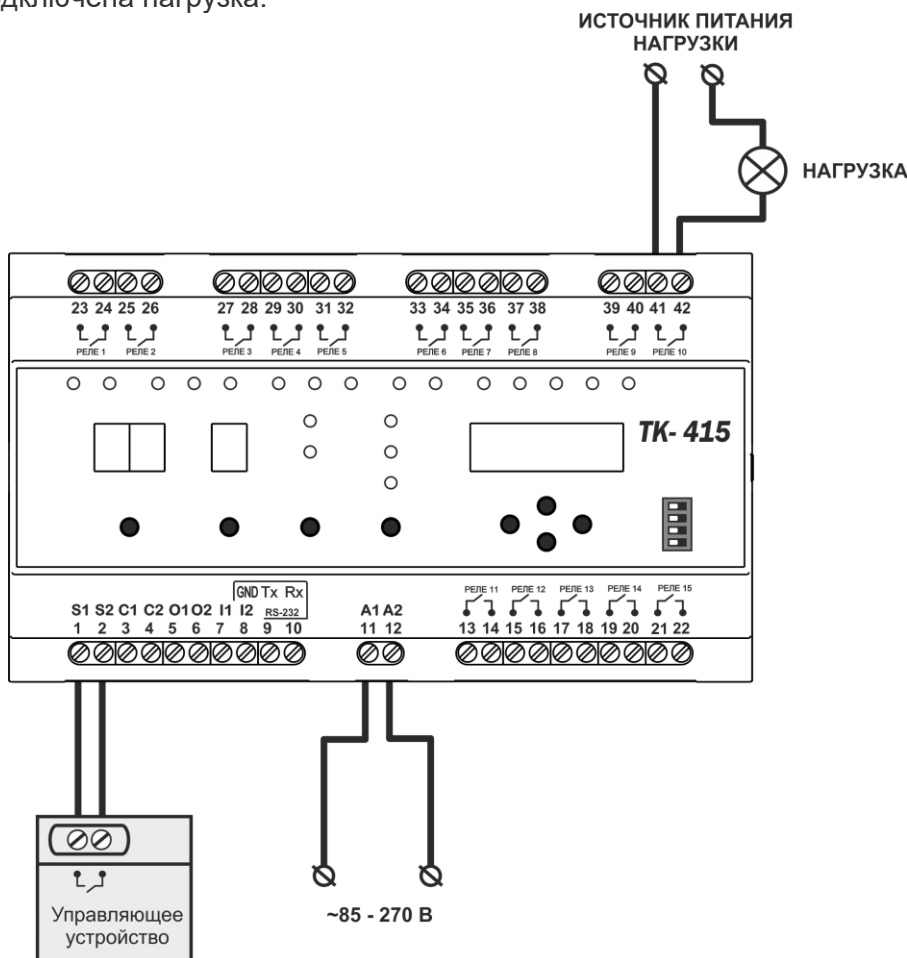 дключена нагрузка.
ИСТОЧНИК ПИТАНИЯ
НАГРУЗКИ
НАГРУЗКА
23 24 25 26 27 28 29 30 31 32 33 34 35 36 37 38 39 40 41 42
РЕЛЕ 1 РЕЛЕ 2 РЕЛЕ 3 РЕЛЕ 4 РЕЛЕ 5 РЕЛЕ 6 РЕЛЕ 7 РЕЛЕ 8 РЕЛЕ 9 РЕЛЕ 10
TK- 415
РЕЛЕ 11 РЕЛЕ 12 РЕЛЕ 13 РЕЛЕ 14 РЕЛЕ 15
GND Tx Rx
S1 S2 C1 C2 O1 O2 I1 I2 RS-232 A1 A2
1 2 3 4 5 6 7 8 9 10 11 12 13 14 15 16 17 18 19 20 21 22
Управляющее
устройство
~85 - 270 В